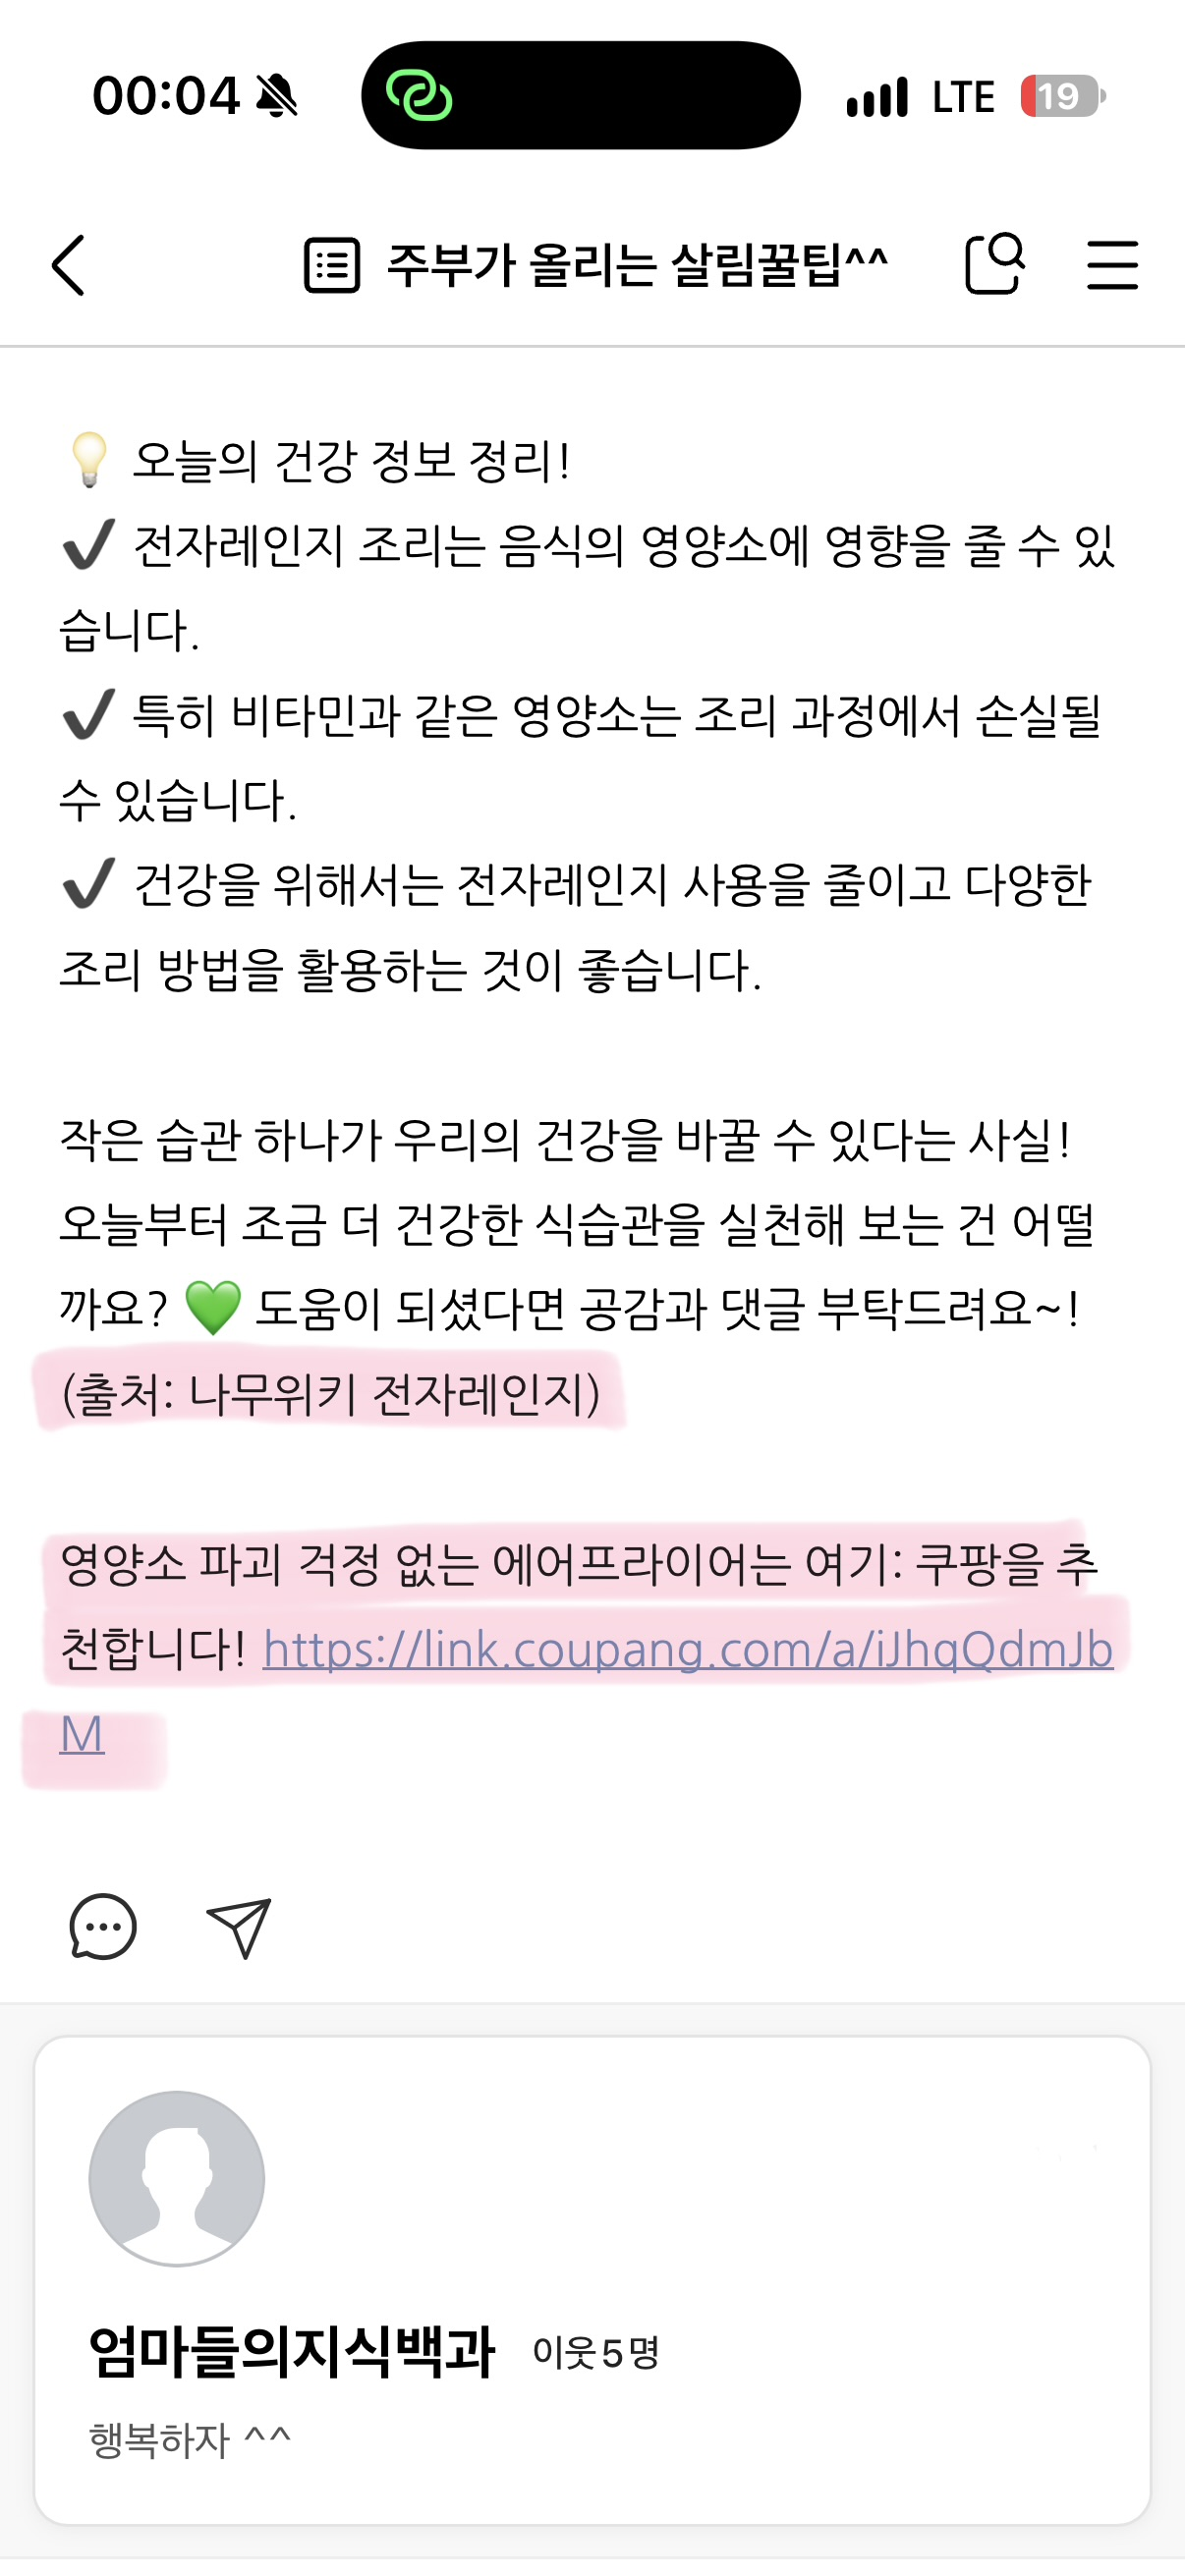 00:04 LTE 19
주부가 올리는 살림꿀팁^^
💡 오늘의 건강 정보 정리!
✔ 전자레인지 조리는 음식의 영양소에 영향을 줄 수 있
습니다.
✔ 특히 비타민과 같은 영양소는 조리 과정에서 손실될
수 있습니다.
✔ 건강을 위해서는 전자레인지 사용을 줄이고 다양한
조리 방법을 활용하는 것이 좋습니다.
작은 습관 하나가 우리의 건강을 바꿀 수 있다는 사실!
오늘부터 조금 더 건강한 식습관을 실천해 보는 건 어떨
까요? 💚 도움이 되셨다면 공감과 댓글 부탁드려요~!
(출처: 나무위키 전자레인지)
영양소 파괴 걱정 없는 에어프라이어는 여기: 쿠팡을 추
천합니다! https://link.coupang.com/a/iJhqQdmJb
M
엄마들의지식백과 이웃5명
행복하자 ^^